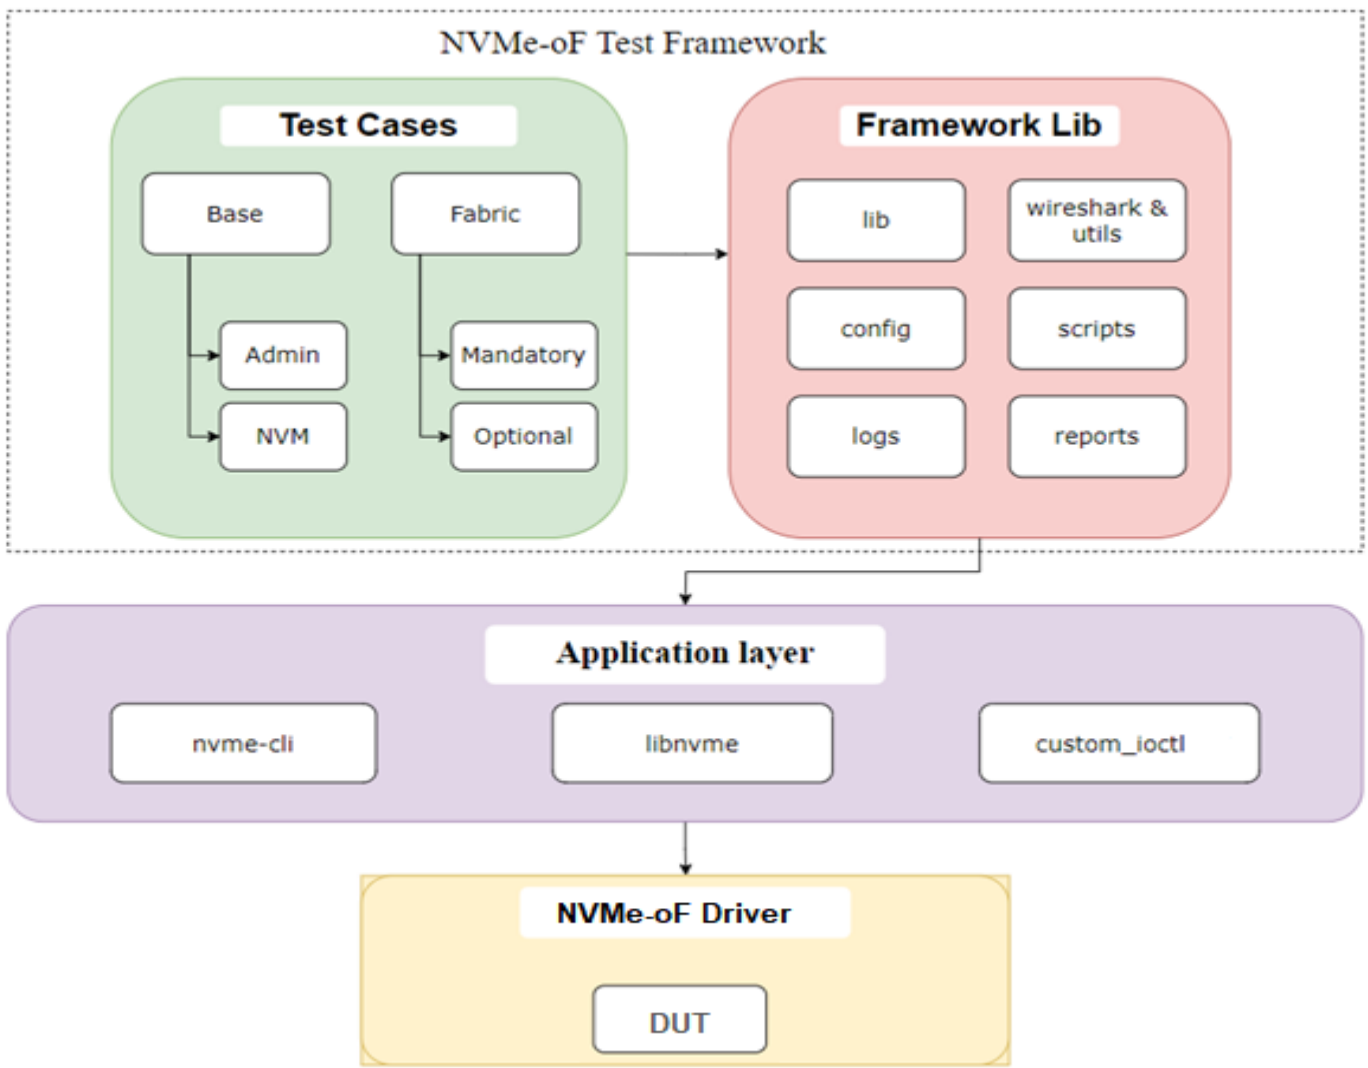 NVMe-oF Test Framework
Test Cases
Base
Fabric
Admin
Mandatory
NVM
Optional
Framework Lib
lib
wireshark &
utils
config
scripts
logs
reports
Application layer
nvme-cli
libnvme
custom_ioctl
NVMe-oF Driver
DUT